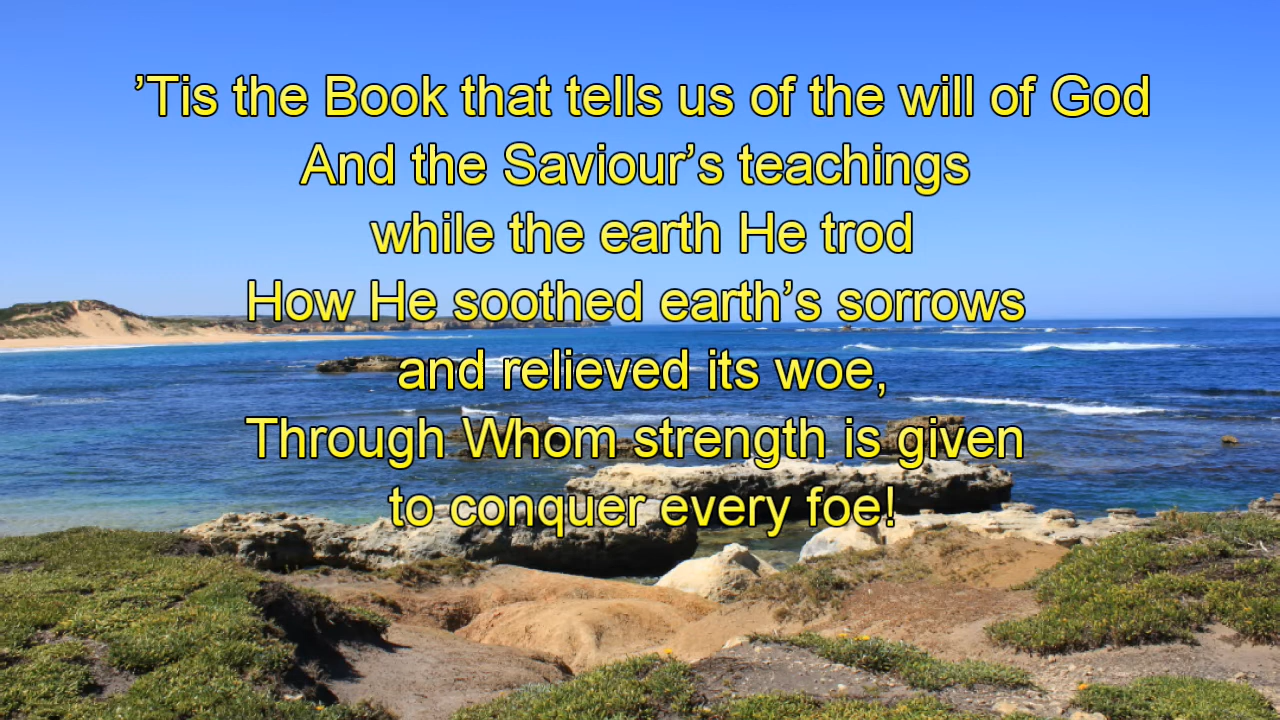 ’Tis the Book that tells us of the will of God
And the Saviour’s teachings
while the earth He trod
How He soothed earth’s sorrows
and relieved its woe,
Through Whom strength is given
to conquer every foe!